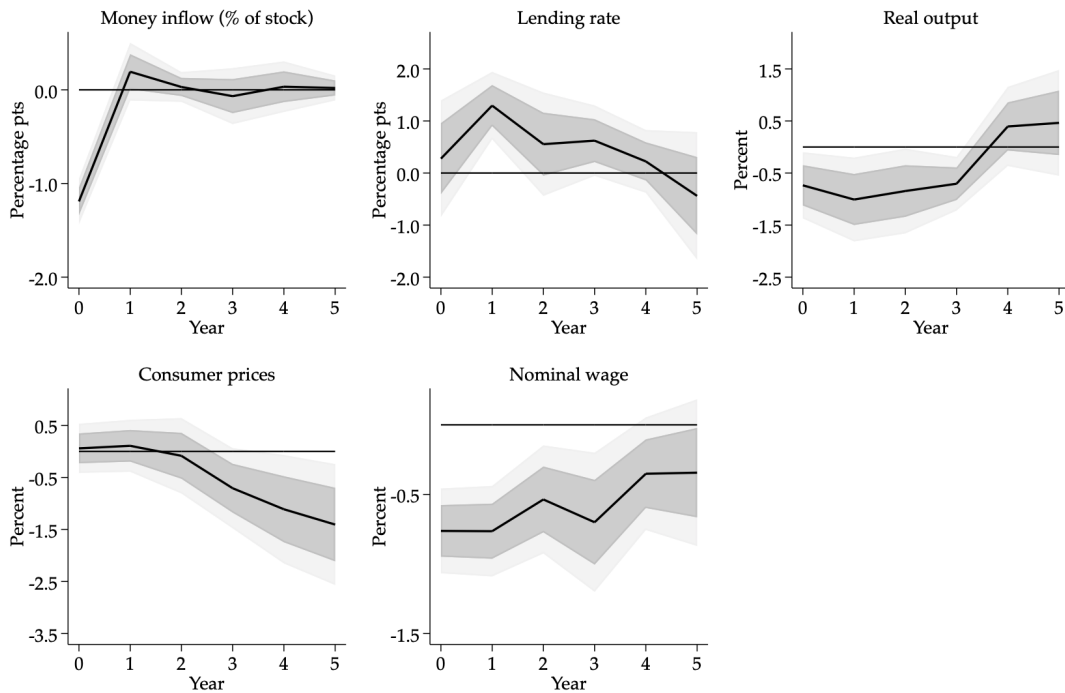 Money inflow (% of stock)
Percentage pts
0.0
-1.0
-2.0
0 1 2 3 4 5
Year
Lending rate
Percentage pts
2.0
1.0
0.0
-1.0
-2.0
0 1 2 3 4 5
Year
Real output
Percent
1.5
0.5
-0.5
-1.5
-2.5
0 1 2 3 4 5
Year
Consumer prices
Percent
0.5
-0.5
-1.5
-2.5
-3.5
0 1 2 3 4 5
Year
Nominal wage
Percent
-0.5
-1.5
0 1 2 3 4 5
Year